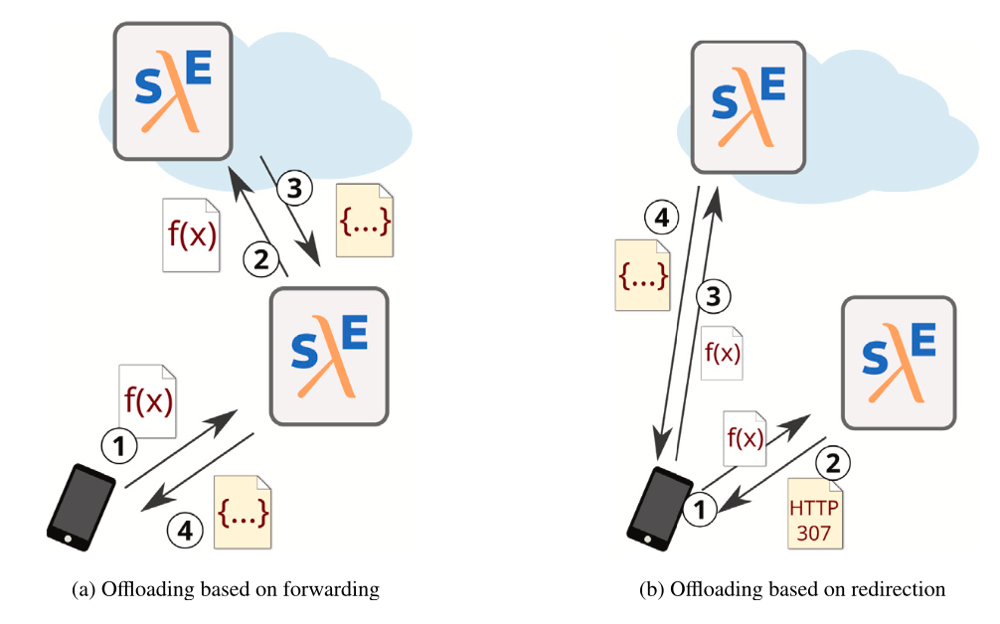 SλE
3
{...}
f(x)
2
SλE
f(x)
1
{...}
4
(a) Offloading based on forwarding
SλE
4
{...}
3
f(x)
SλE
f(x)
2
1
HTTP
307
(b) Offloading based on redirection